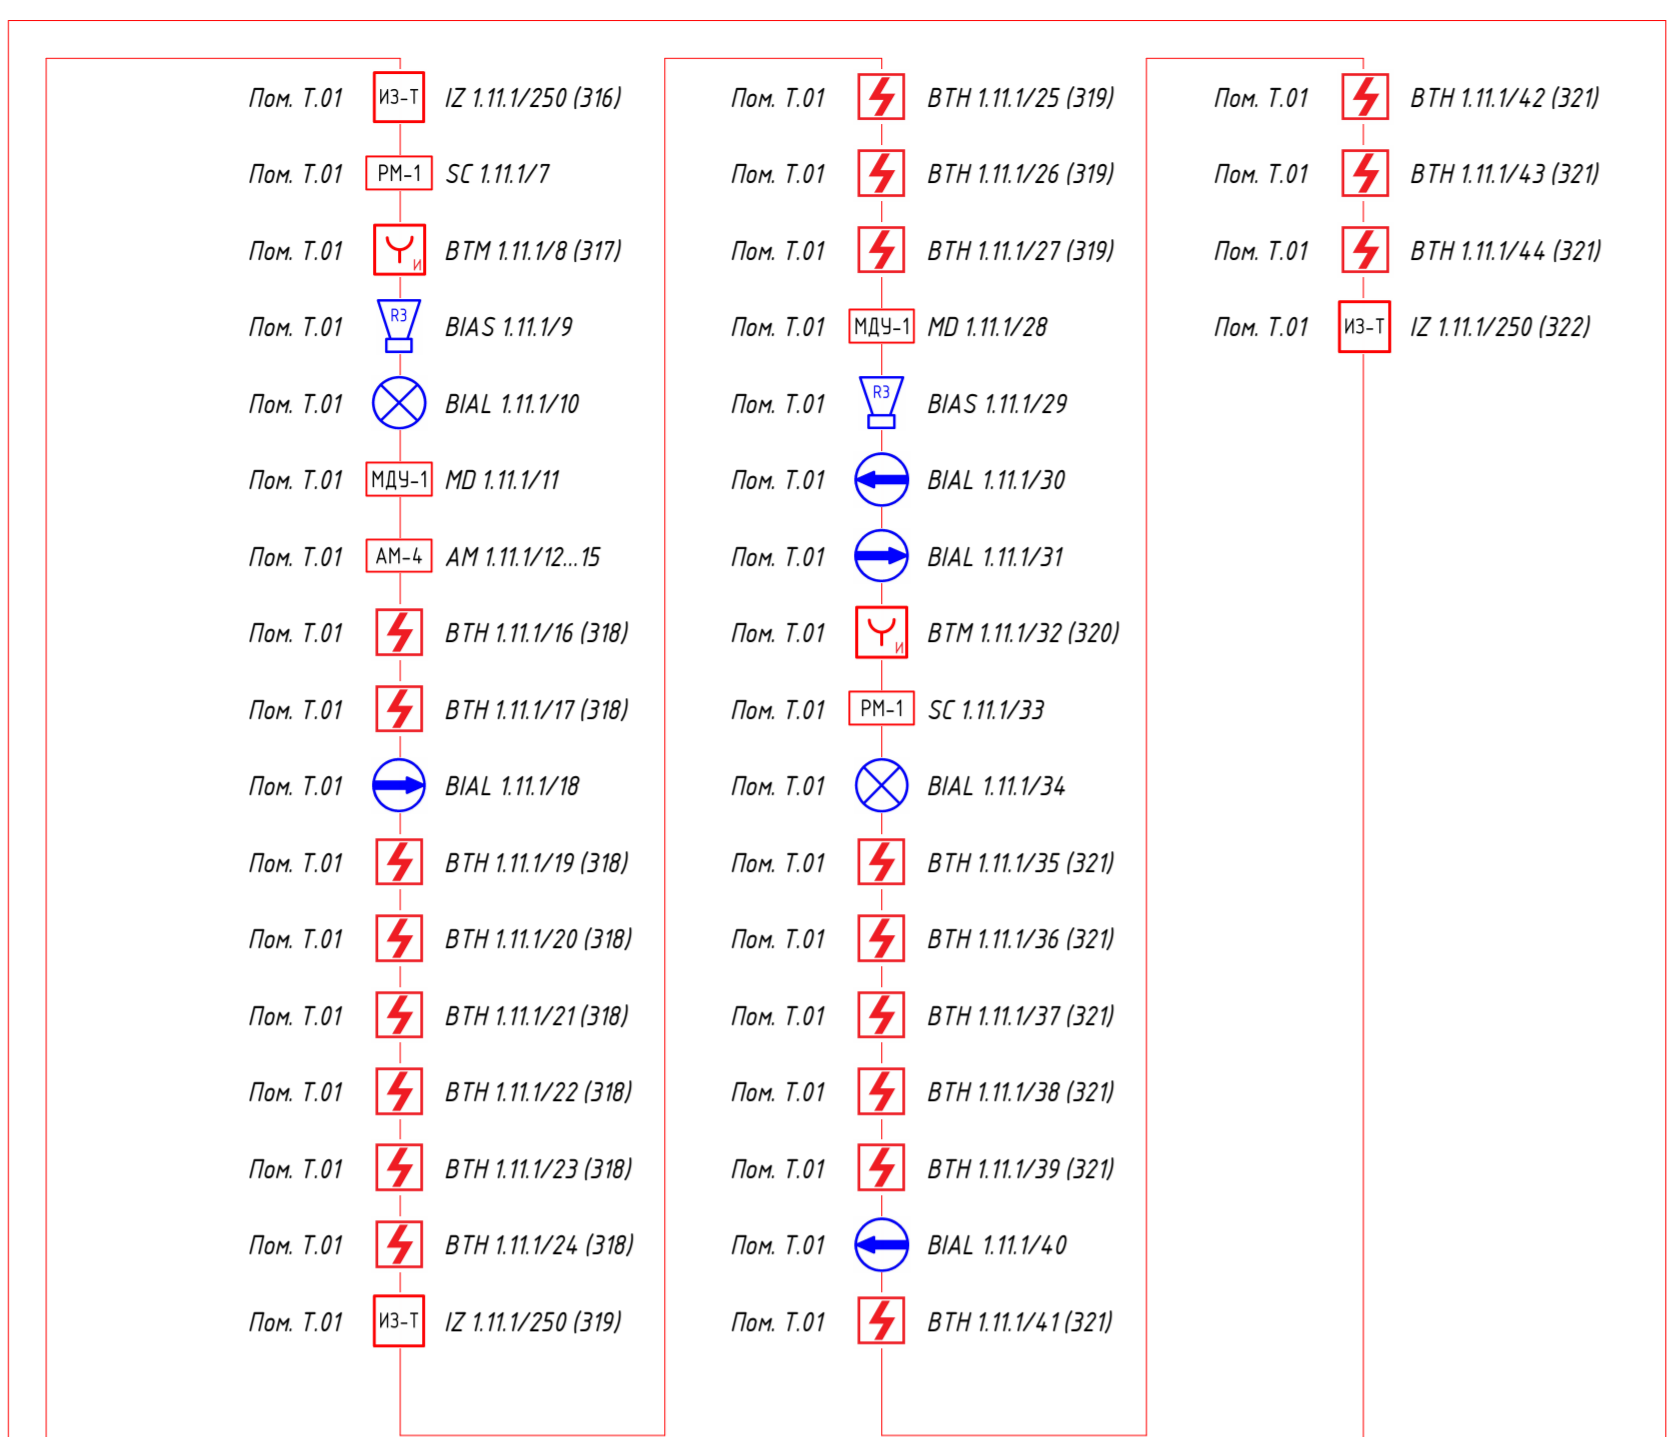 Пом. Т.01 ИЗ-Т IZ 1.11.1/250 (316)
Пом. Т.01 РМ-1 SC 1.11.1/7
Пом. Т.01 И BTM 1.11.1/8 (317)
Пом. Т.01 R3 BIAS 1.11.1/9
Пом. Т.01 BIAL 1.11.1/10
Пом. Т.01 МДУ-1 MD 1.11.1/11
Пом. Т.01 АМ-4 AM 1.11.1/12...15
Пом. Т.01 BTH 1.11.1/16 (318)
Пом. Т.01 BTH 1.11.1/17 (318)
Пом. Т.01 BIAL 1.11.1/18
Пом. Т.01 BTH 1.11.1/19 (318)
Пом. Т.01 BTH 1.11.1/20 (318)
Пом. Т.01 BTH 1.11.1/21 (318)
Пом. Т.01 BTH 1.11.1/22 (318)
Пом. Т.01 BTH 1.11.1/23 (318)
Пом. Т.01 BTH 1.11.1/24 (318)
Пом. Т.01 ИЗ-Т IZ 1.11.1/250 (319)
Пом. Т.01 BTH 1.11.1/25 (319)
Пом. Т.01 BTH 1.11.1/26 (319)
Пом. Т.01 BTH 1.11.1/27 (319)
Пом. Т.01 МДУ-1 MD 1.11.1/28
Пом. Т.01 R3 BIAS 1.11.1/29
Пом. Т.01 BIAL 1.11.1/30
Пом. Т.01 BIAL 1.11.1/31
Пом. Т.01 И BTM 1.11.1/32 (320)
Пом. Т.01 РМ-1 SC 1.11.1/33
Пом. Т.01 BIAL 1.11.1/34
Пом. Т.01 BTH 1.11.1/35 (321)
Пом. Т.01 BTH 1.11.1/36 (321)
Пом. Т.01 BTH 1.11.1/37 (321)
Пом. Т.01 BTH 1.11.1/38 (321)
Пом. Т.01 BTH 1.11.1/39 (321)
Пом. Т.01 BIAL 1.11.1/40
Пом. Т.01 BTH 1.11.1/41 (321)
Пом. Т.01 BTH 1.11.1/42 (321)
Пом. Т.01 BTH 1.11.1/43 (321)
Пом. Т.01 BTH 1.11.1/44 (321)
Пом. Т.01 ИЗ-Т IZ 1.11.1/250 (322)